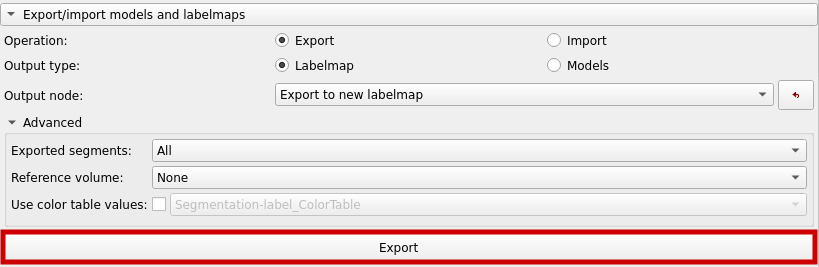 Export/import models and labelmaps
Operation: Export Import
Output type: Labelmap Models
Output node: Export to new labelmap
Advanced
Exported segments: All
Reference volume: None
Use color table values: Segmentation-label_ColorTable
Export